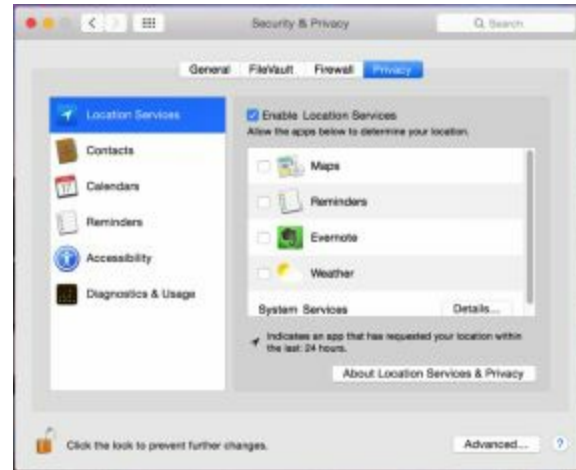 Security & Privacy
Search
General FileVault Firewall Privacy
Location Services
Contacts
Calendars
17
Reminders
Accessibility
Diagnostics & Usage
Enable Location Services
Allow the apps below to determine your location.
Maps
Reminders
Evernote
Weather
System Services Details...
Indicates an app that has requested your location within
the last 24 hours.
About Location Services & Privacy
Click the lock to prevent further changes.
Advanced... ?